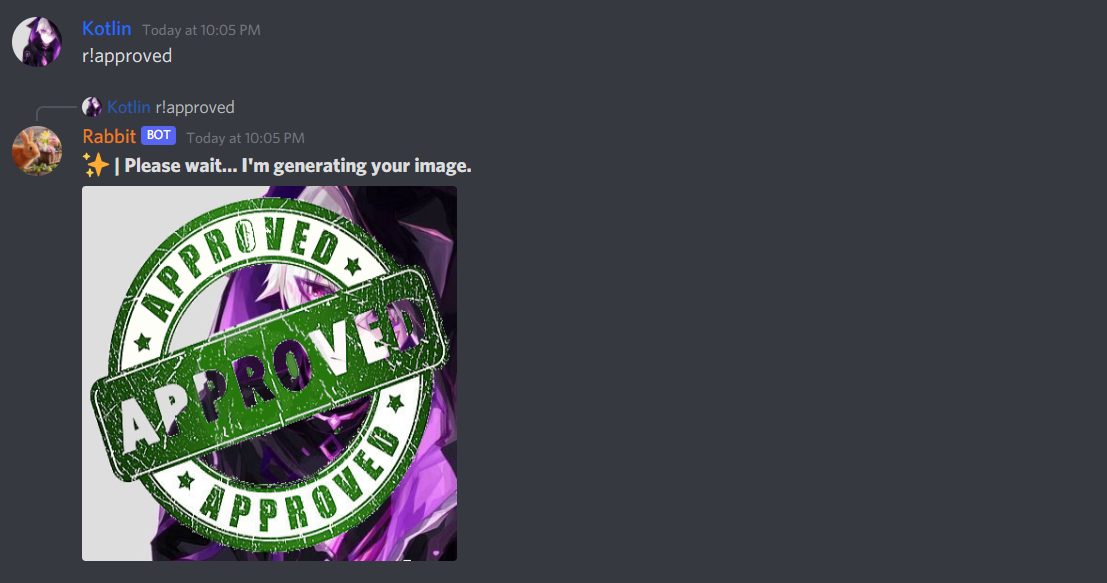 Kotlin Today at 10:05 PM
r!approved
Kotlin r!approved
Rabbit BOT Today at 10:05 PM
✨ | Please wait... I'm generating your image.
APPROVED
APPROVED
APPROVED